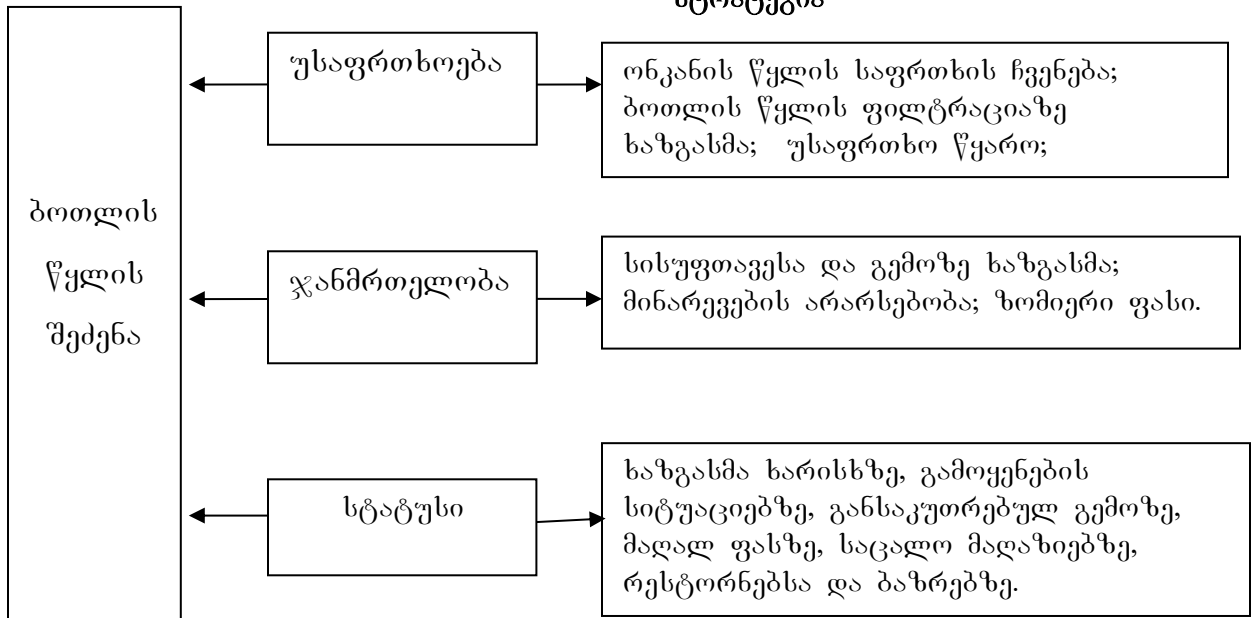 სტრატეგია
უსაფრთხოება
ონკანის წყლის საფრთხის ჩვენება;
ბოთლის წყლის ფილტრაციაზე
ხაზგასმა; უსაფრთხო წყარო;
ბოთლის
წყლის
შეძენა
ჯანმრთელობა
სისუფთავესა და გემოზე ხაზგასმა;
მინარევების არარსებობა; ზომიერი ფასი.
სტატუსი
ხაზგასმა ხარისხზე, გამოყენების
სიტუაციებზე, განსაკუთრებულ გემოზე,
მაღალ ფასზე, საცალო მაღაზიებზე,
რესტორნებსა და ბაზრებზე.